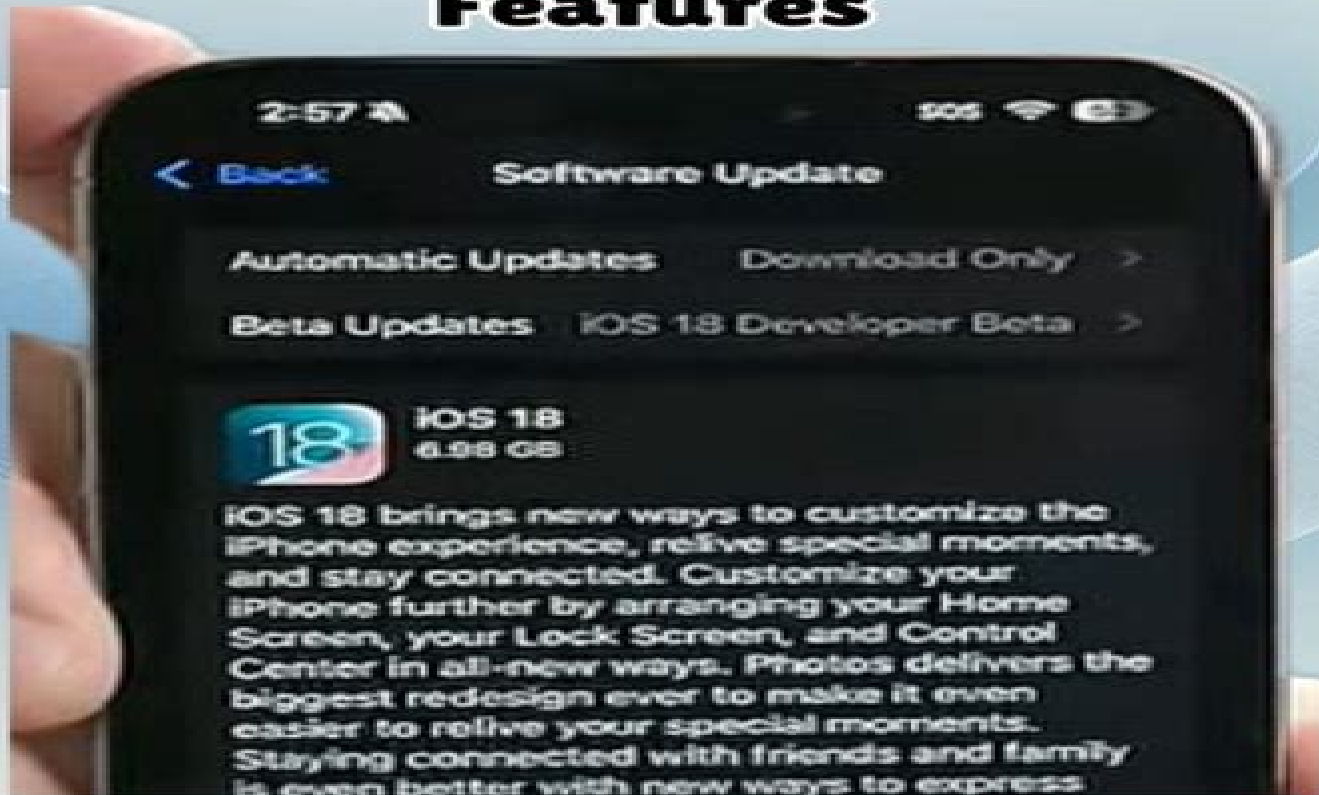 Features
2:57 SOS
Back Software Update
Automatic Updates Download Only
Beta Updates iOS 18 Developer Beta
18 iOS 18
6.98 GB
iOS 18 brings new ways to customize the
iPhone experience, relive special moments,
and stay connected. Customize your
iPhone further by arranging your Home
Screen, your Lock Screen, and Control
Center in all-new ways. Photos delivers the
biggest redesign ever to make it even
easier to relive your special moments.
Staying connected with friends and family
is even better with new ways to express